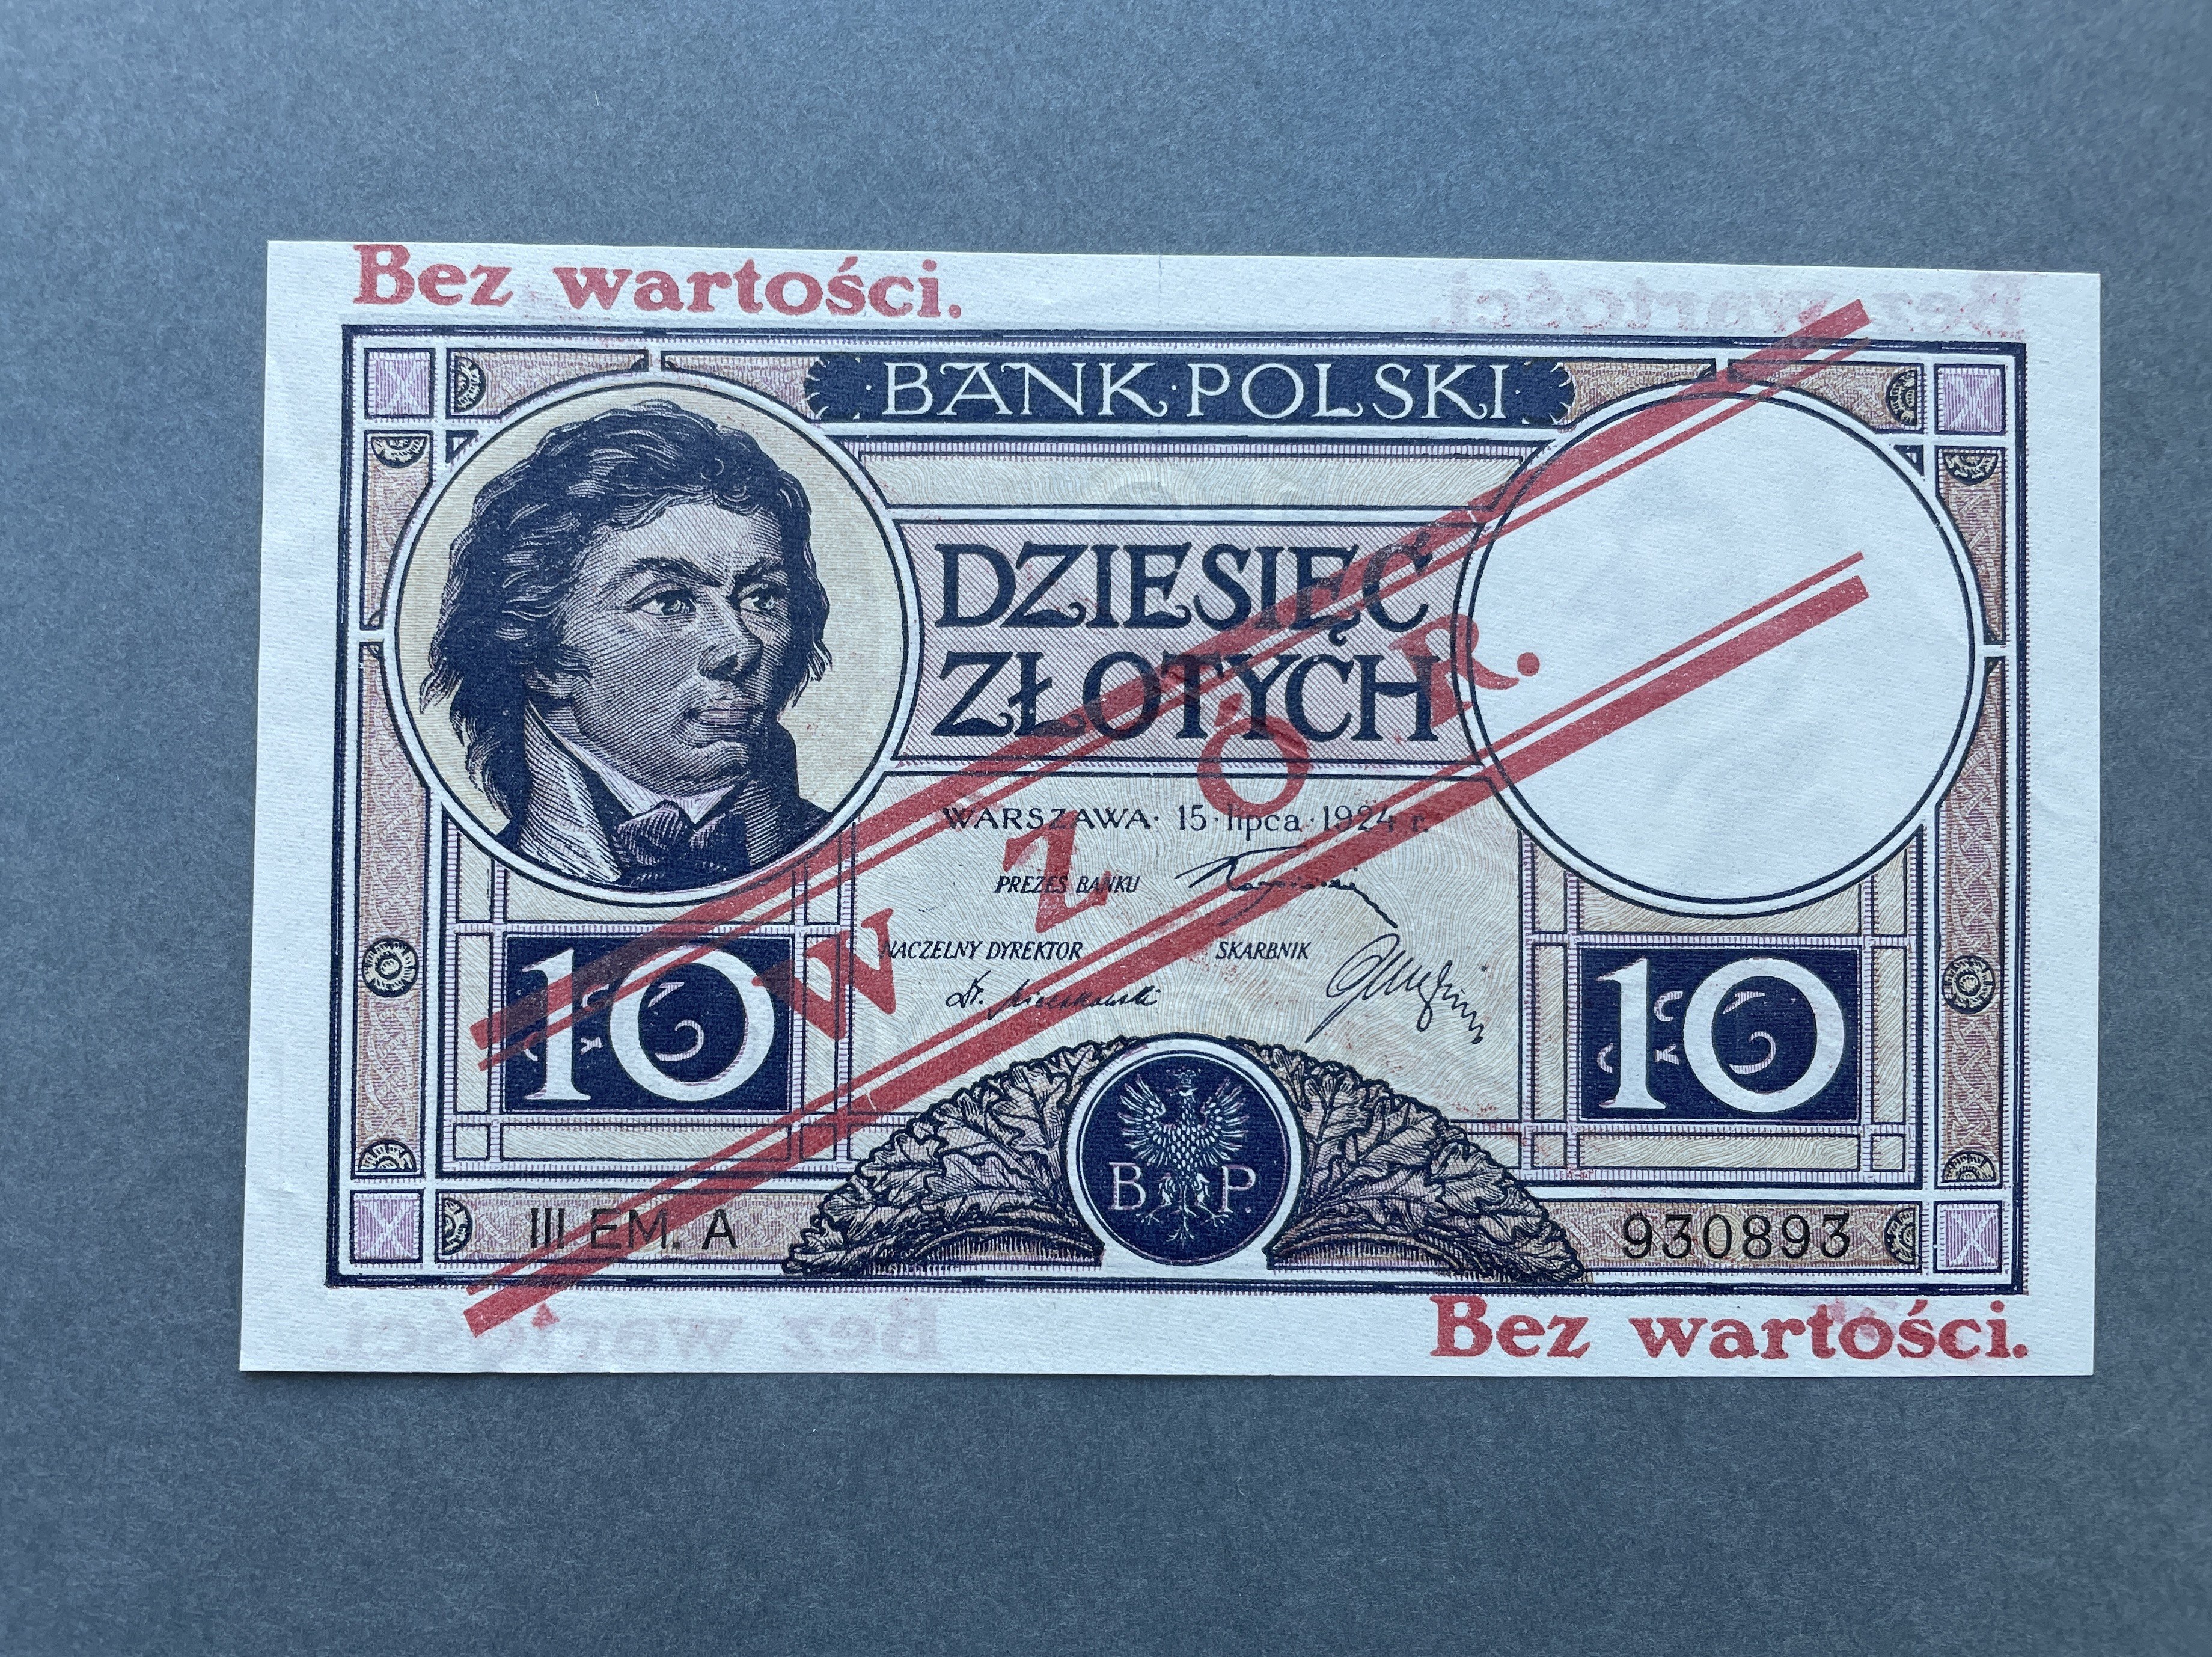 Bez wartości.
BANK·POLSKI
DZIESIĘĆ
ZŁOTYCH
WZÓR.
WARSZAWA· 15·lipca·1924 r.
PREZES BANKU
NACZELNY DYREKTOR SKARBNIK
10 10
B P.
III EM. A 930893
Bez wartości.